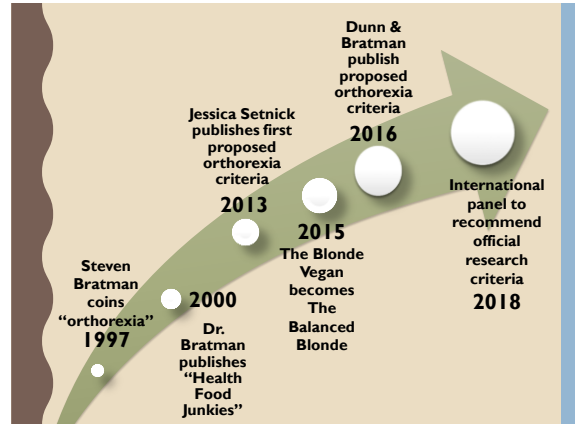 Steven
Bratman
coins
“orthorexia”
1997
2000
Dr.
Bratman
publishes
“Health
Food
Junkies”
Jessica Setnick
publishes first
proposed
orthorexia
criteria
2013
2015
The Blonde
Vegan
becomes
The
Balanced
Blonde
Dunn &
Bratman
publish
proposed
orthorexia
criteria
2016
International
panel to
recommend
official
research
criteria
2018